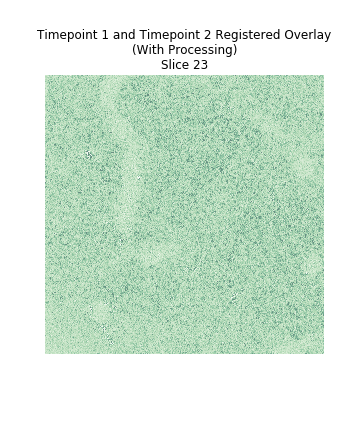 Timepoint 1 and Timepoint 2 Registered Overlay
(With Processing)
Slice 23